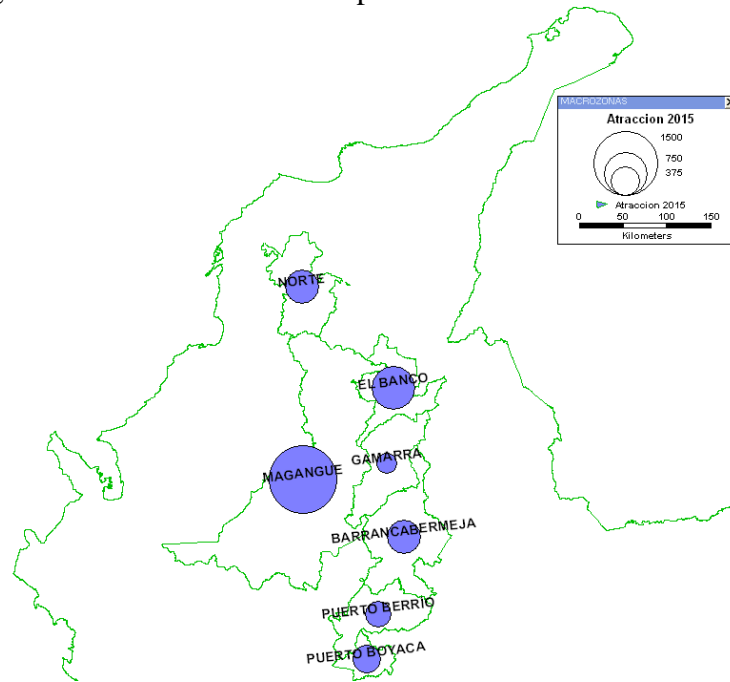 MACROZONAS
Atraccion 2015
1500
750
375
Atraccion 2015
0 50 100 150
Kilometers
NORTE
EL BANCO
GAMARRA
MAGANGUE
BARRANCABERMEJA
PUERTO BERRIO
PUERTO BOYACA